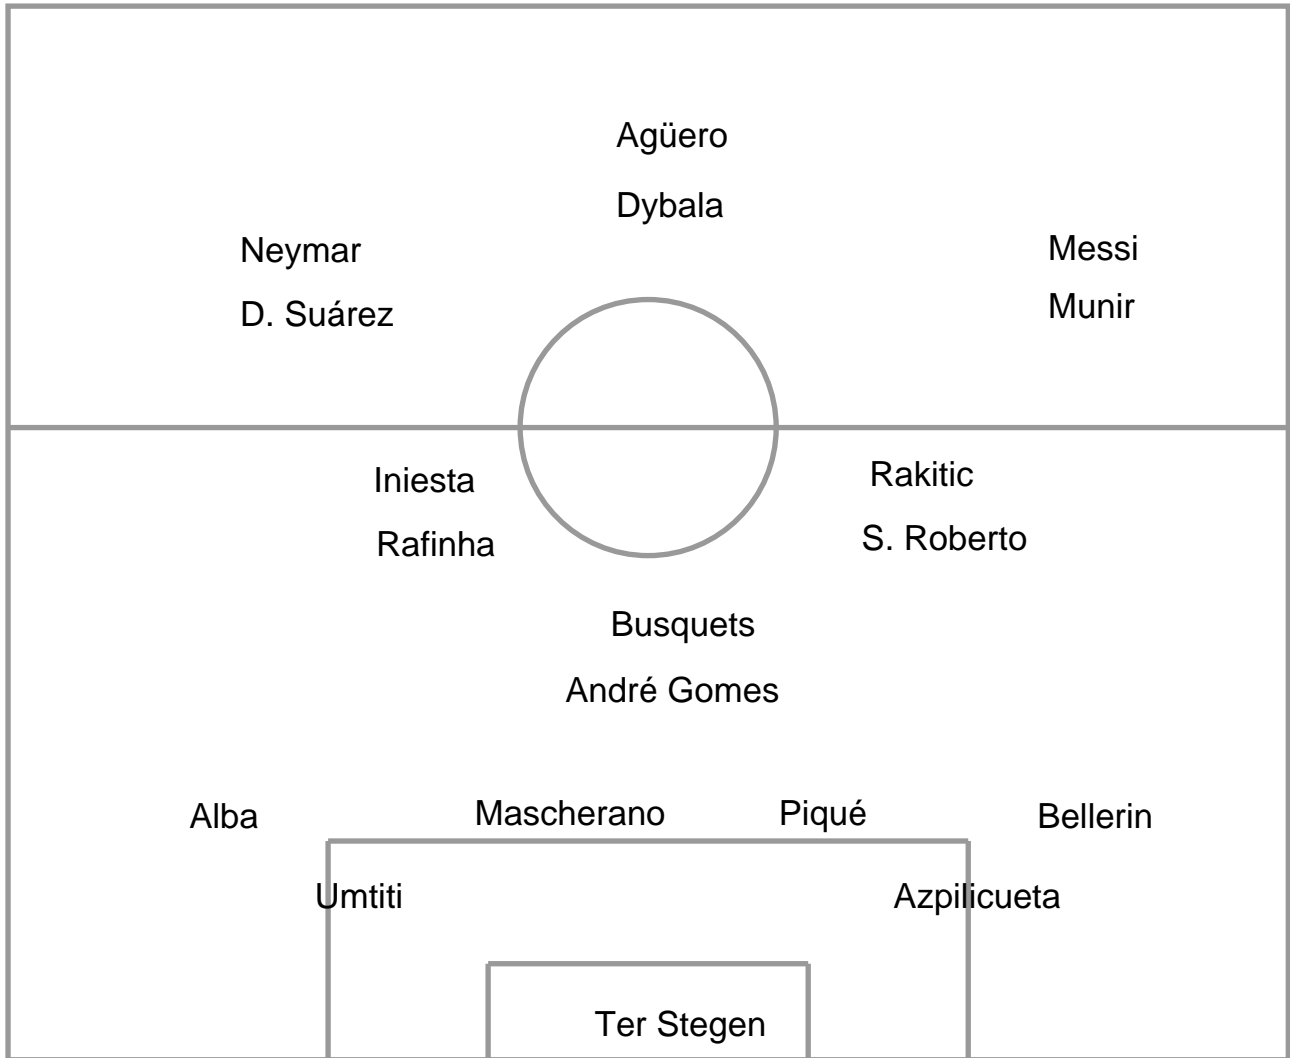 Agüero
Dybala
Neymar
Messi
D. Suárez
Munir
Iniesta
Rakitic
Rafinha
S. Roberto
Busquets
André Gomes
Alba
Mascherano
Piqué
Bellerin
Umtiti
Azpilicueta
Ter Stegen